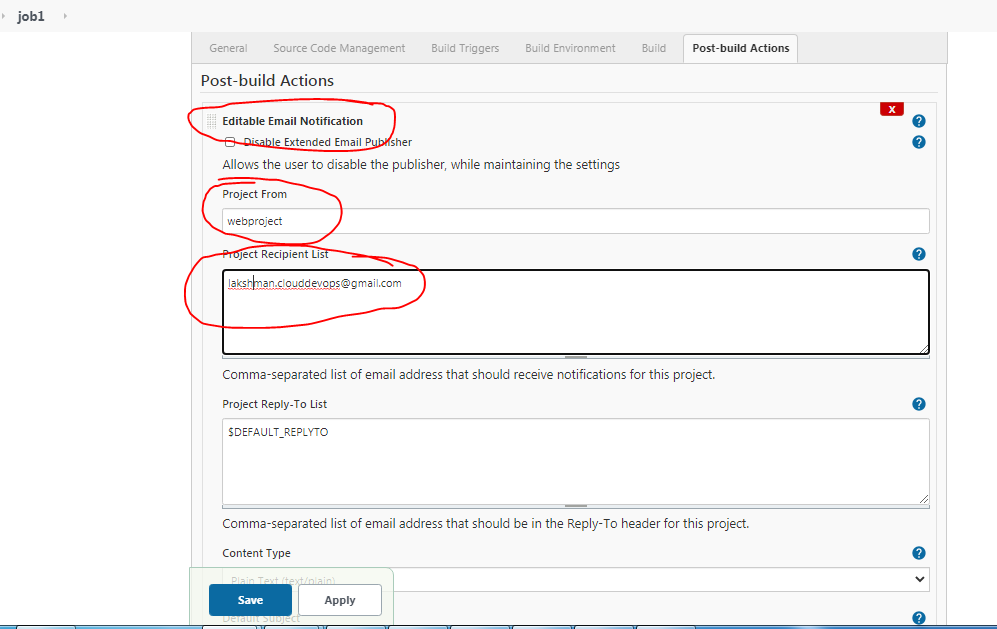 job1
General Source Code Management Build Triggers Build Environment Build Post-build Actions
Post-build Actions
X
Editable Email Notification
?
Disable Extended Email Publisher
?
Allows the user to disable the publisher, while maintaining the settings
Project From
webproject
Project Recipient List
?
lakshman.clouddevops@gmail.com
Comma-separated list of email address that should receive notifications for this project.
Project Reply-To List
?
$DEFAULT_REPLYTO
Comma-separated list of email address that should be in the Reply-To header for this project.
Content Type
?
Plain Text (text/plain)
Save Apply
Default Subject
?